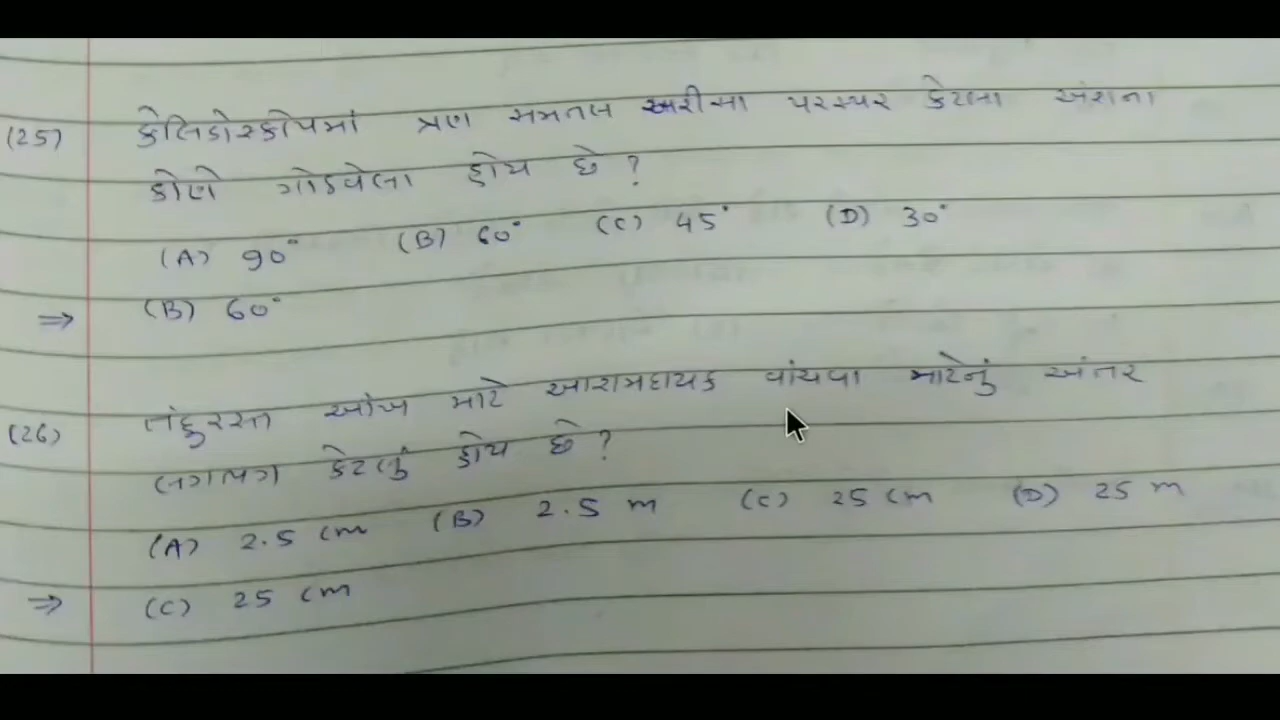 (25) કેલિડોસ્કોપમાં ત્રણ સમતલ અરીસા પરસ્પર કેટલા અંશના
કોણે ગોઠવેલા હોય છે ?
(A) 90° (B) 60° (C) 45° (D) 30°
⇒ (B) 60°
(26) તંદુરસ્ત આંખ માટે આરામદાયક વાંચવા માટેનું અંતર
લગભગ કેટલું હોય છે ?
(A) 2.5 cm (B) 2.5 m (C) 25 cm (D) 25 m
⇒ (C) 25 cm